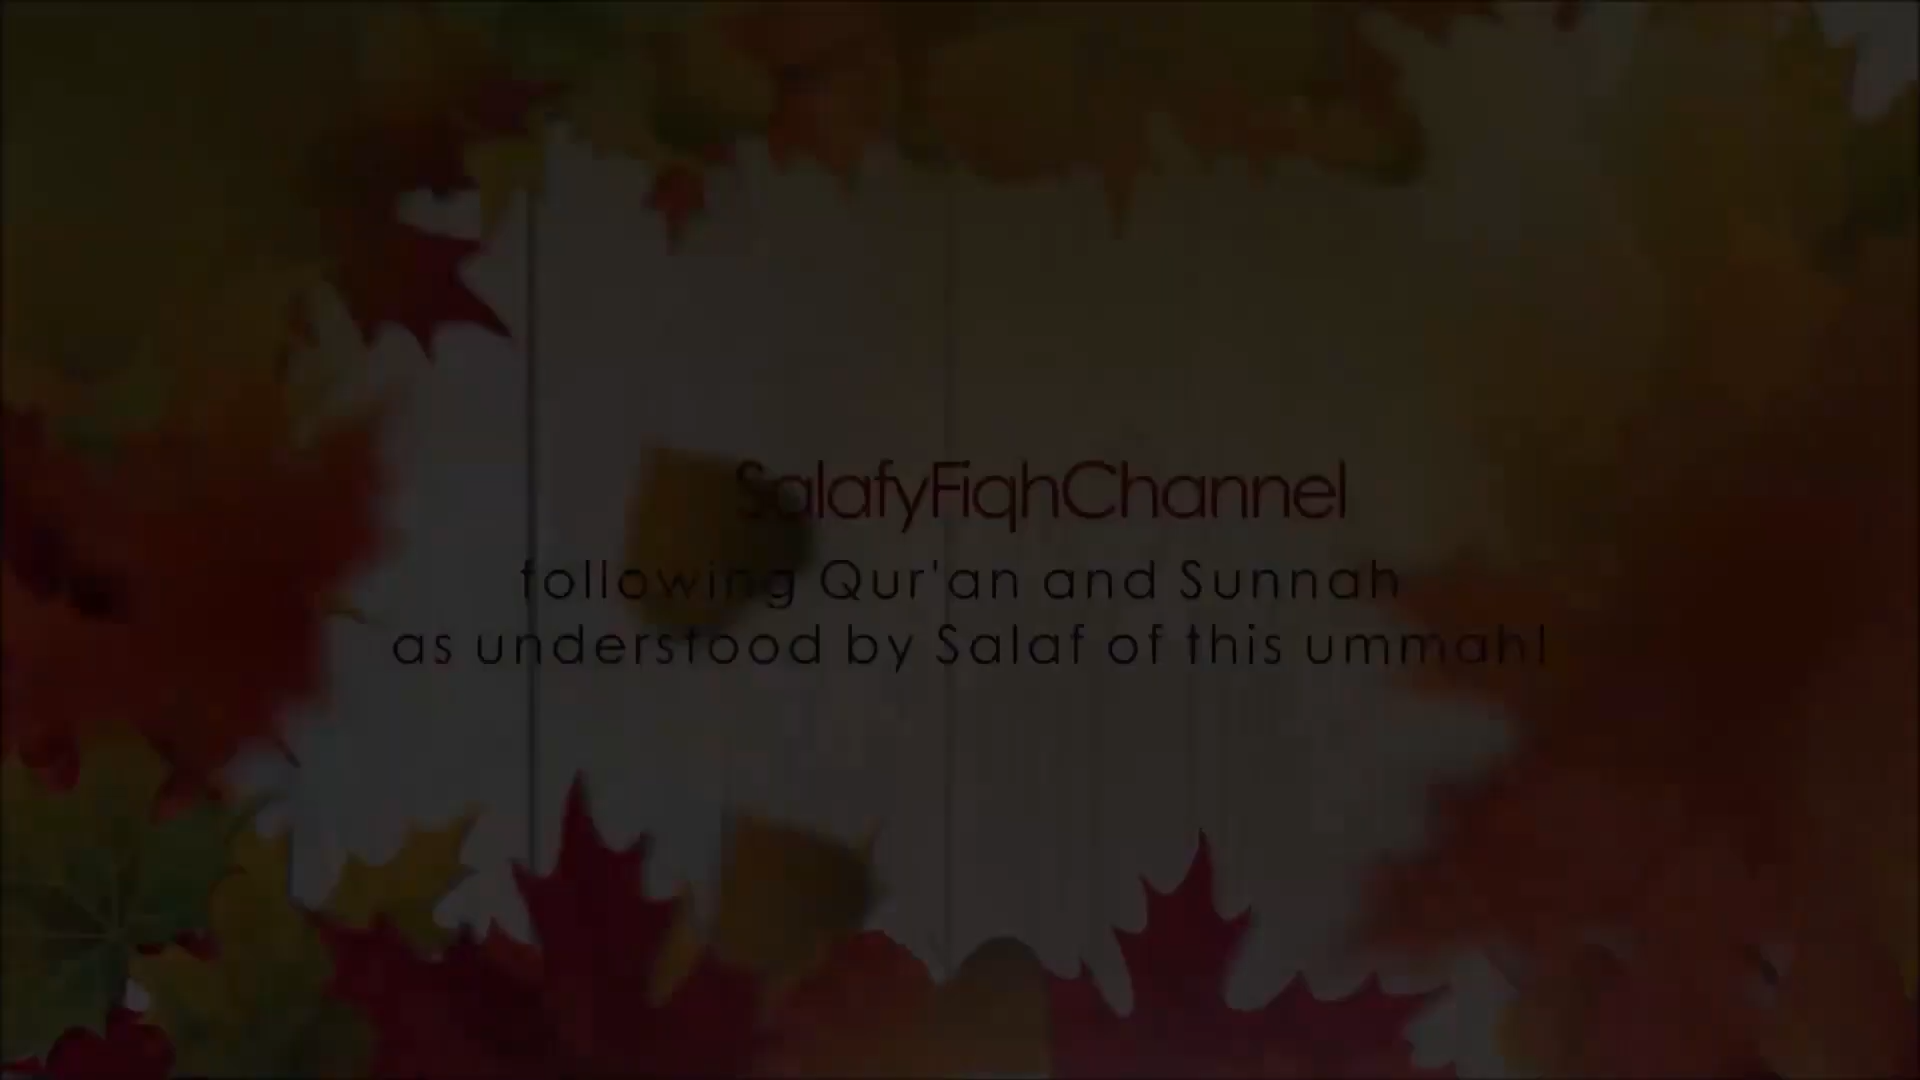 SalafyFiqhChannel
following Qur'an and Sunnah
as understood by Salaf of this ummah!